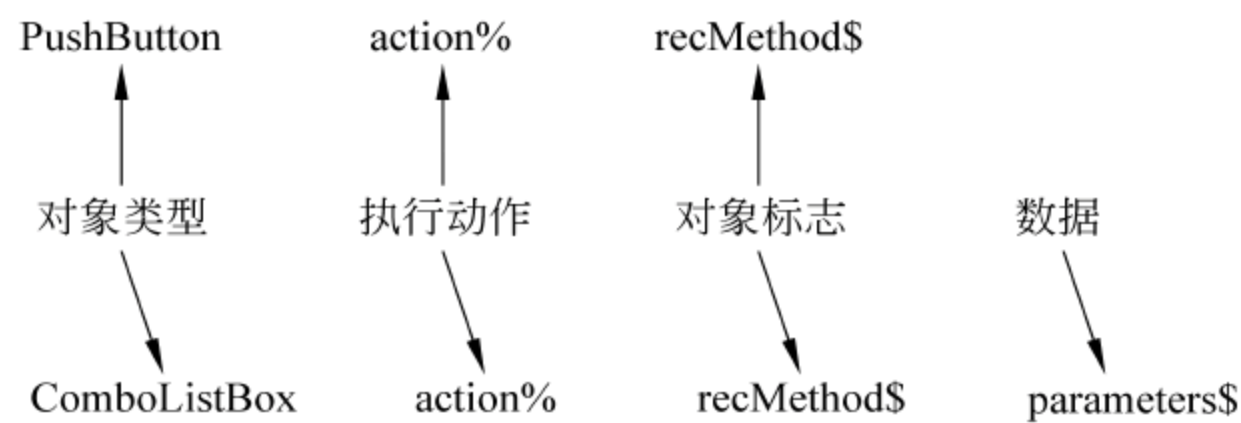 PushButton action% recMethod$
对象类型 执行动作 对象标志 数据
ComboListBox action% recMethod$ parameters$